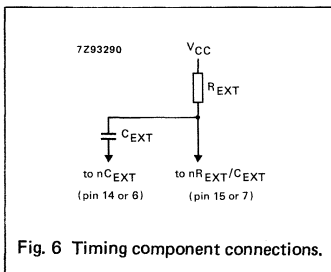 7Z93290
VCC
REXT
CEXT
to nCEXT
(pin 14 or 6)
to nREXT/CEXT
(pin 15 or 7)
Fig. 6 Timing component connections.